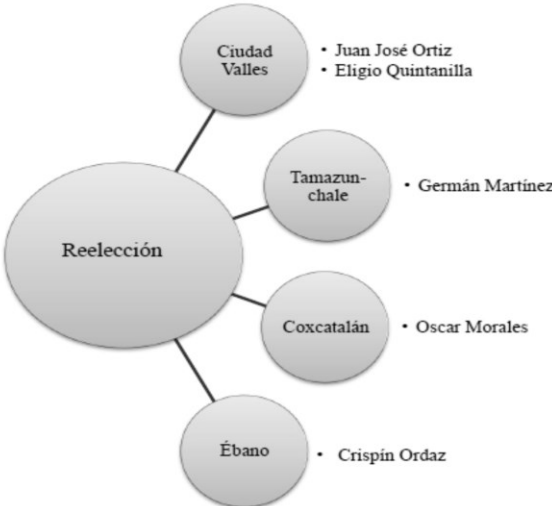 Ciudad
Valles
• Juan José Ortiz
• Eligio Quintanilla
Tamazun-
chale
• Germán Martínez
Reelección
Coxcatalán
• Oscar Morales
Ébano
• Crispín Ordaz